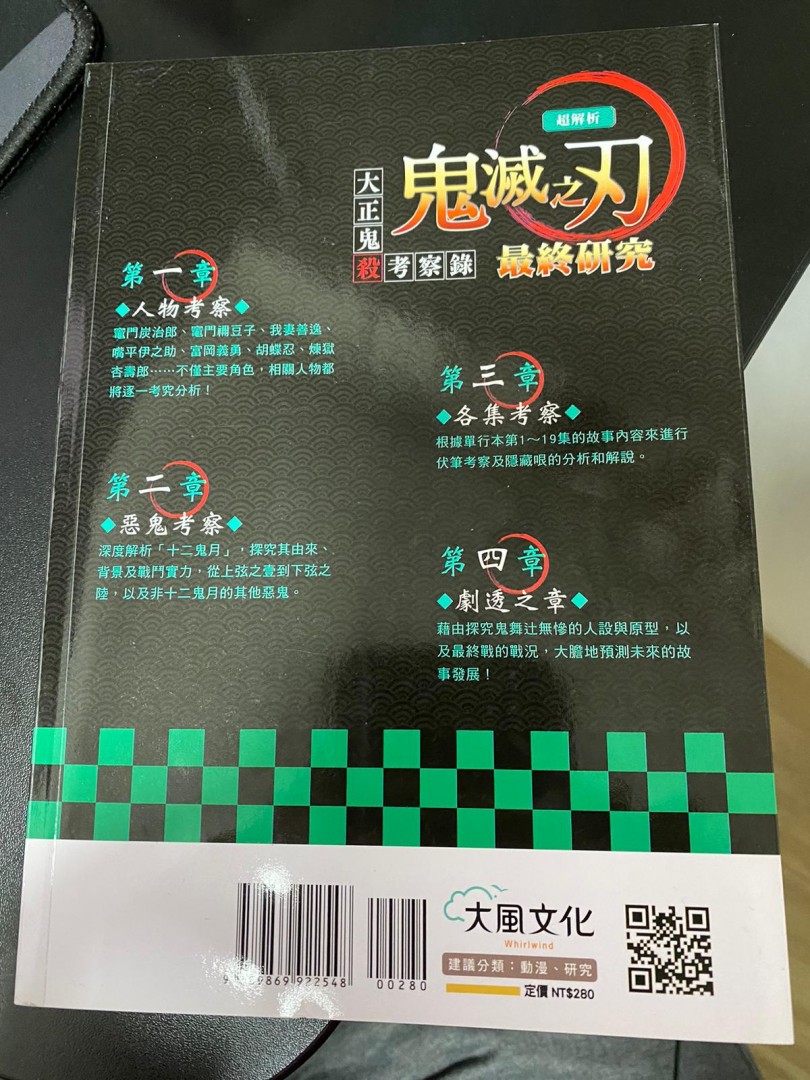 超解析
鬼滅之刃
最終研究
大正鬼殺考察錄
第一章
◆人物考察◆
竈門炭治郎、竈門禰豆子、我妻善逸、
嘴平伊之助、富岡義勇、胡蝶忍、煉獄
杏壽郎……不僅主要角色，相關人物都
將逐一考究分析！
第二章
◆惡鬼考察◆
深度解析「十二鬼月」，探究其由來、
背景及戰鬥實力，從上弦之壹到下弦之
陸，以及非十二鬼月的其他惡鬼。
第三章
◆各集考察◆
根據單行本第1～19集的故事內容來進行
伏筆考察及隱藏哏的分析和解說。
第四章
◆劇透之章◆
藉由探究鬼舞辻無慘的人設與原型，以
及最終戰的戰況，大膽地預測未來的故
事發展！
9869 922548
00280
大風文化
Whirlwind
建議分類：動漫、研究
定價 NT$280